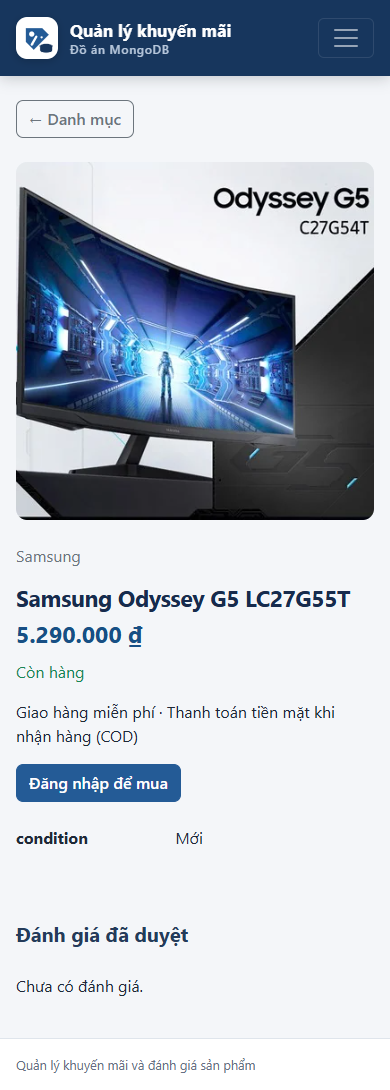 Quản lý khuyến mãi
Đồ án MongoDB
← Danh mục
Odyssey G5
C27G54T
Samsung
Samsung Odyssey G5 LC27G55T
5.290.000 ₫
Còn hàng
Giao hàng miễn phí · Thanh toán tiền mặt khi
nhận hàng (COD)
Đăng nhập để mua
condition Mới
Đánh giá đã duyệt
Chưa có đánh giá.
Quản lý khuyến mãi và đánh giá sản phẩm